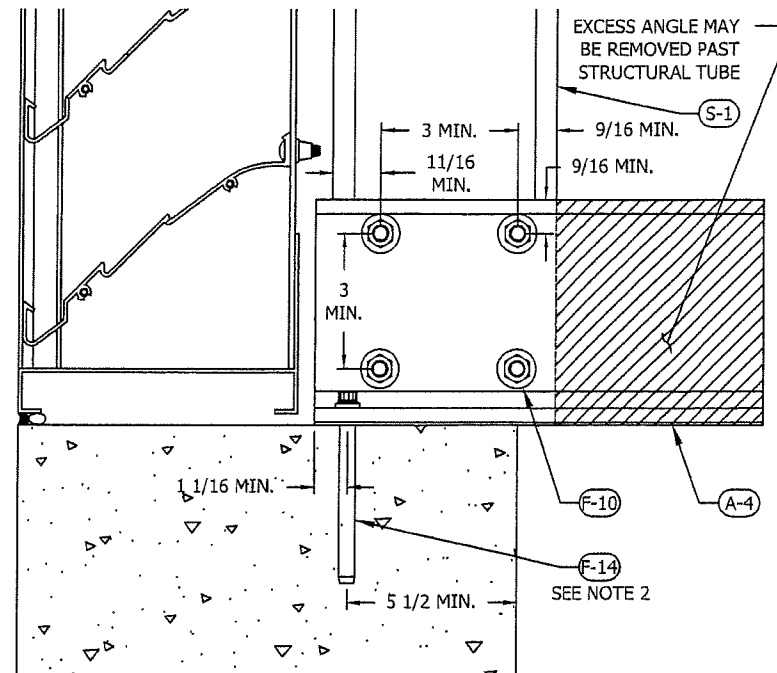 EXCESS ANGLE MAY
BE REMOVED PAST
STRUCTURAL TUBE
S-1
3 MIN.
9/16 MIN.
11/16
MIN.
9/16 MIN.
3
MIN.
1 1/16 MIN.
F-10
A-4
F-14
SEE NOTE 2
5 1/2 MIN.